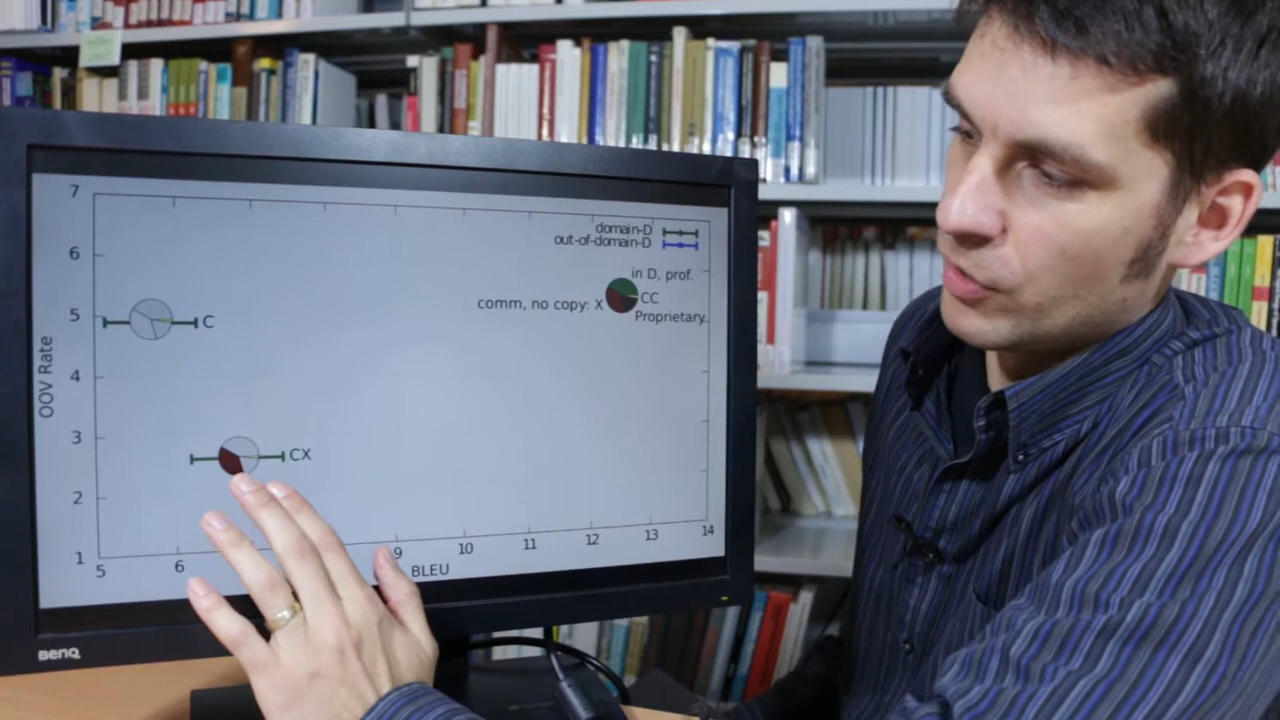 7
domain-D
out-of-domain-D
6
in D, prof.
CC
comm, no copy: X
Proprietary
5
C
OOV Rate
4
3
CX
2
1
5
6
9
10
11
12
13
14
BLEU
BenQ